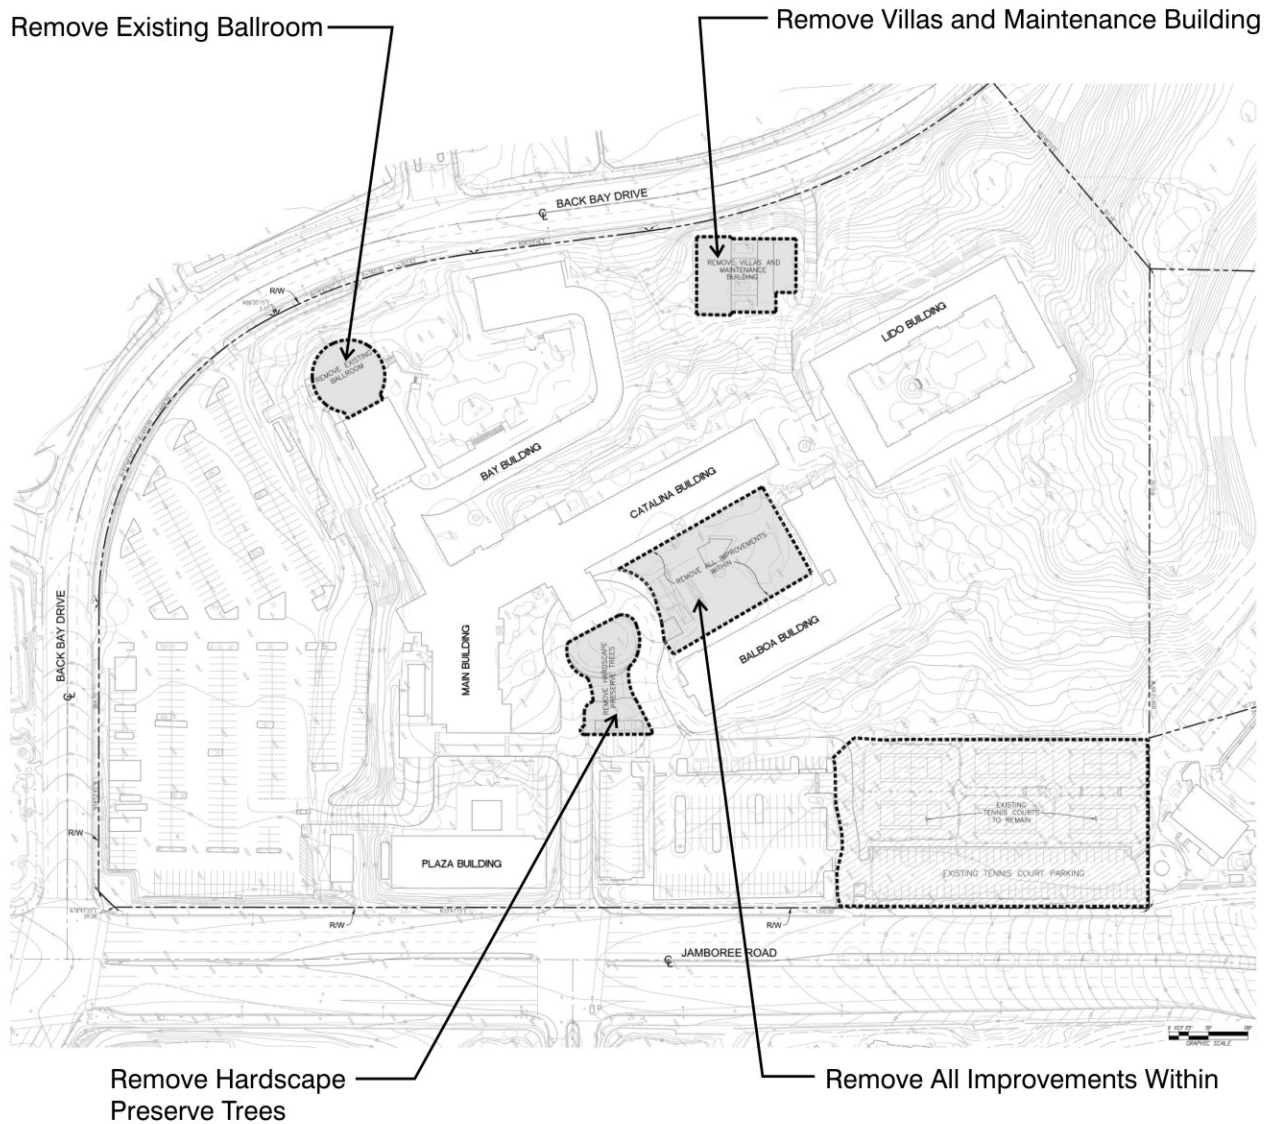 Remove Existing Ballroom
Remove Villas and Maintenance Building
BACK BAY DRIVE
R/W
REMOVE VILLAS AND
MAINTENANCE
BUILDING
REMOVE EXISTING
BALLROOM
LIDO BUILDING
BAY BUILDING
CATALINA BUILDING
REMOVE ALL IMPROVEMENTS
WITHIN
BACK BAY DRIVE
MAIN BUILDING
REMOVE HARDSCAPE
PRESERVE TREES
BALBOA BUILDING
R/W
EXISTING
TENNIS COURTS
TO REMAIN
PLAZA BUILDING
EXISTING TENNIS COURT PARKING
R/W
R/W
JAMBOREE ROAD
GRAPHIC SCALE
Remove Hardscape
Preserve Trees
Remove All Improvements Within